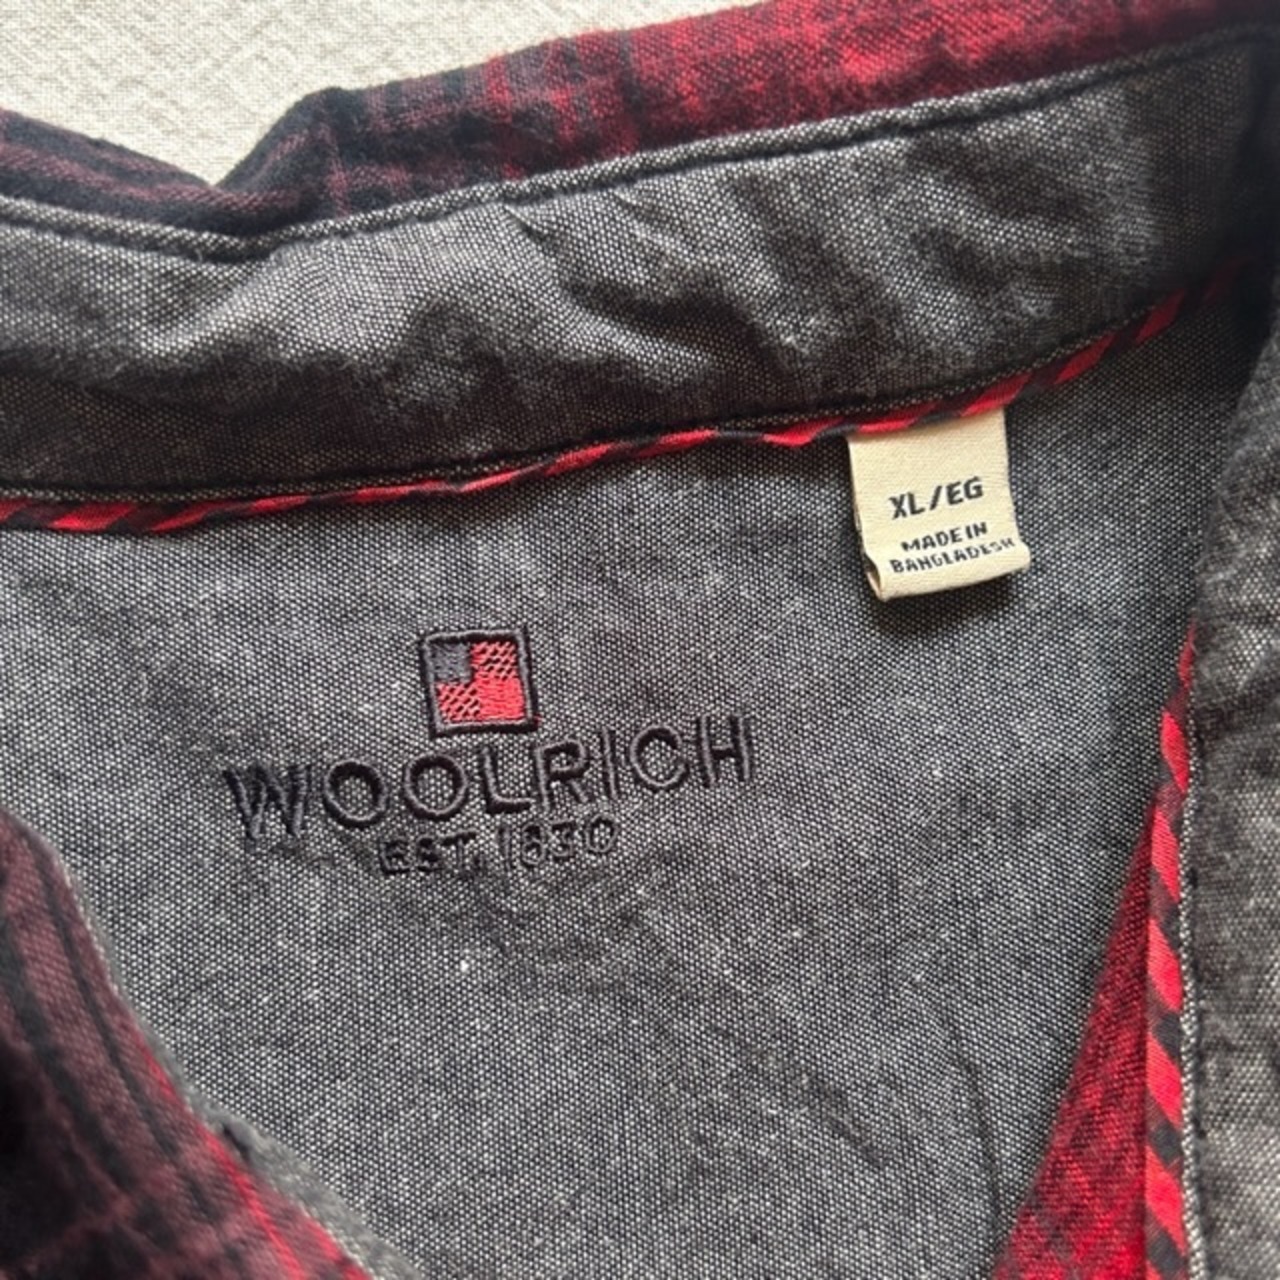 XL/EG
MADE IN
BANGLADESH
WOOLRICH
EST. 1830